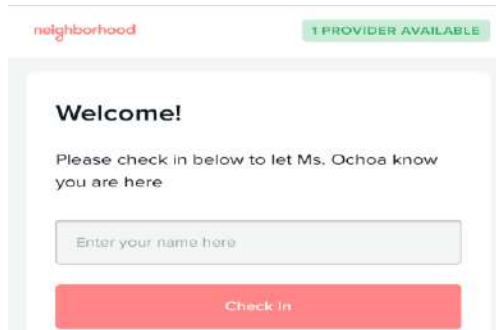 neighborhood
1 PROVIDER AVAILABLE
Welcome!
Please check in below to let Ms. Ochoa know
you are here
Enter your name here
Check In